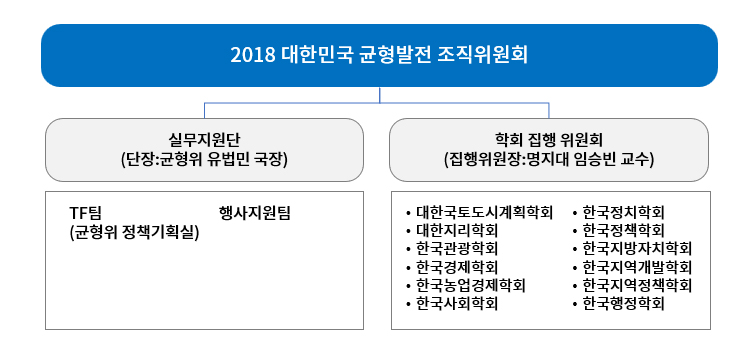 2018 대한민국 균형발전 조직위원회
실무지원단
(단장:균형위 유법민 국장)
학회 집행 위원회
(집행위원장:명지대 임승빈 교수)
TF팀
(균형위 정책기획실)
행사지원팀
• 대한국토도시계획학회
• 대한지리학회
• 한국관광학회
• 한국경제학회
• 한국농업경제학회
• 한국사회학회
• 한국정치학회
• 한국정책학회
• 한국지방자치학회
• 한국지역개발학회
• 한국지역정책학회
• 한국행정학회